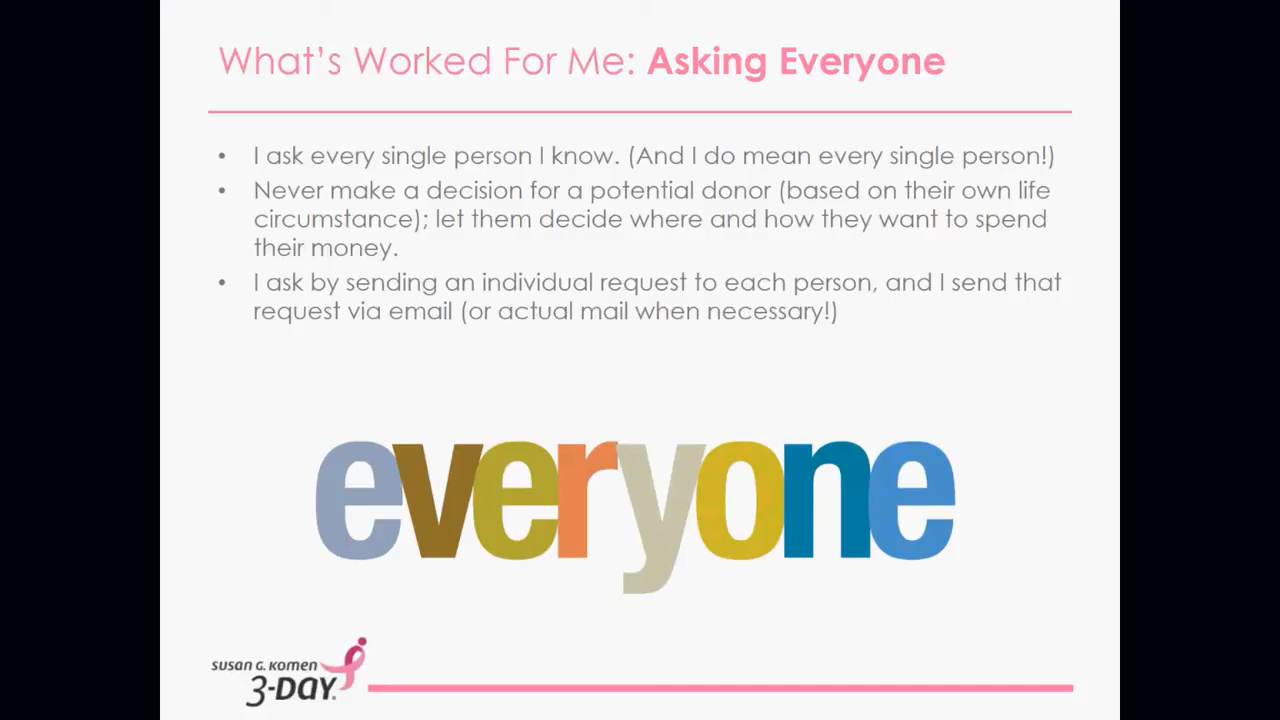 What's Worked For Me: Asking Everyone
• I ask every single person I know. (And I do mean every single person!)
• Never make a decision for a potential donor (based on their own life
circumstance); let them decide where and how they want to spend
their money.
• I ask by sending an individual request to each person, and I send that
request via email (or actual mail when necessary!)
everyone
susan G. komen
3-DAY.